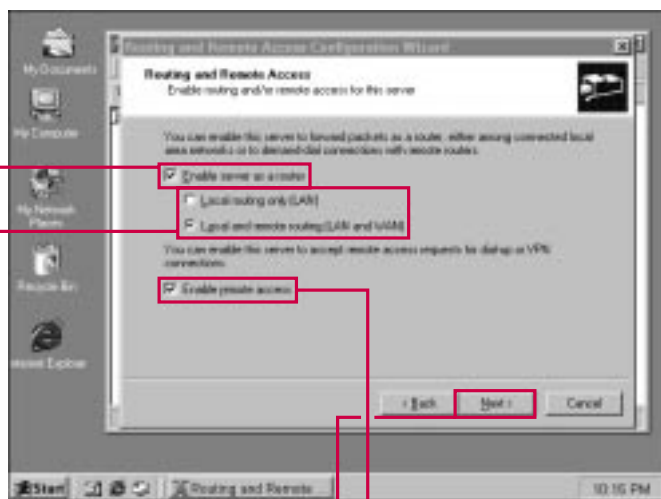 My Documents
My Computer
My Network
Places
Recycle Bin
Internet Explorer
Routing and Remote Access Configuration Wizard
Routing and Remote Access
Enable routing and/or remote access for this server
You can enable this server to forward packets as a router, either among connected local
area networks or to demand-dial connections with remote routers.
Enable server as a router
Local routing only (LAN)
Local and remote routing (LAN and WAN)
You can enable this server to accept remote access requests for dial-up or VPN
connections.
Enable remote access
< Back
Next >
Cancel
Start
Routing and Remote
10:15 PM